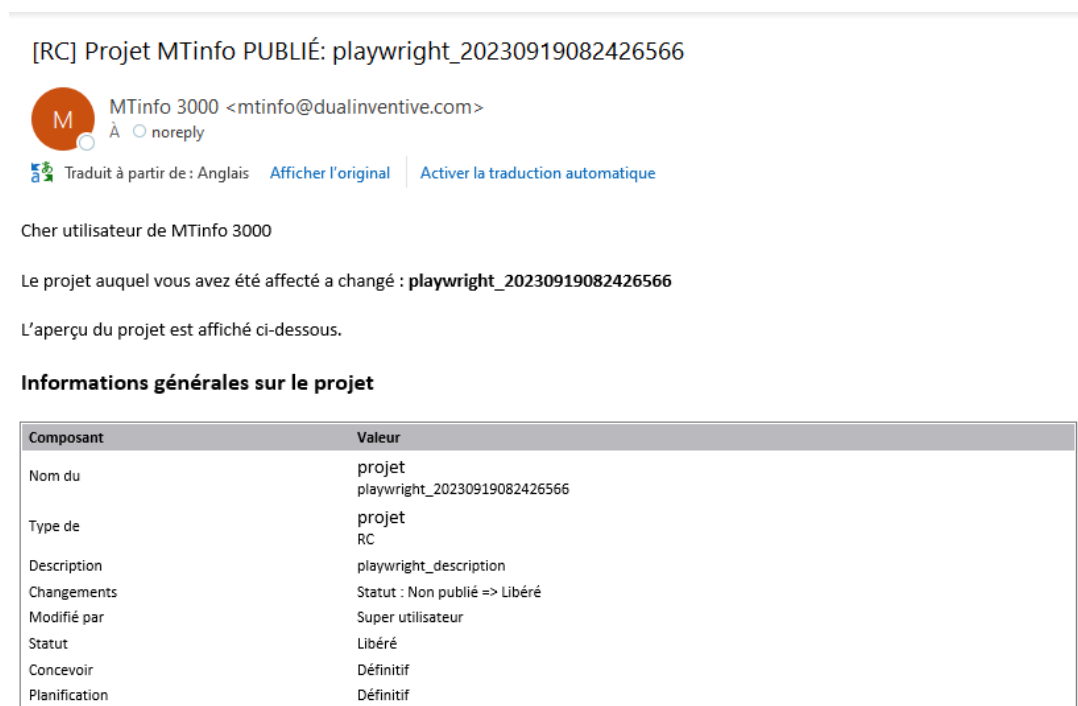 [RC] Projet MTinfo PUBLIÉ: playwright_20230919082426566
M
MTinfo 3000 <mtinfo@dualinventive.com>
À noreply
Traduit à partir de : Anglais Afficher l'original Activer la traduction automatique
Cher utilisateur de MTinfo 3000
Le projet auquel vous avez été affecté a changé : playwright_20230919082426566
L'aperçu du projet est affiché ci-dessous.
Informations générales sur le projet
Composant Valeur
Nom du projet
playwright_20230919082426566
Type de projet
RC
Description playwright_description
Changements Statut : Non publié => Libéré
Modifié par Super utilisateur
Statut Libéré
Concevoir Définitif
Planification Définitif